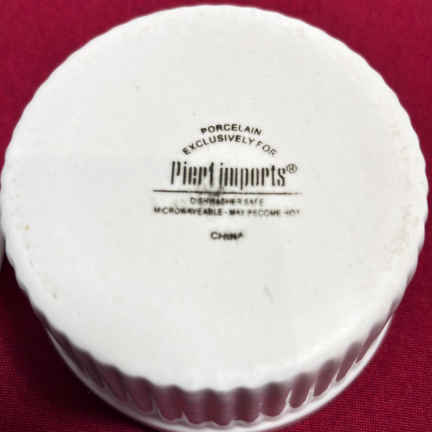 PORCELAIN
EXCLUSIVELY FOR
Pier1 imports®
DISHWASHER SAFE
MICROWAVEABLE - MAY BECOME HOT
CHINA